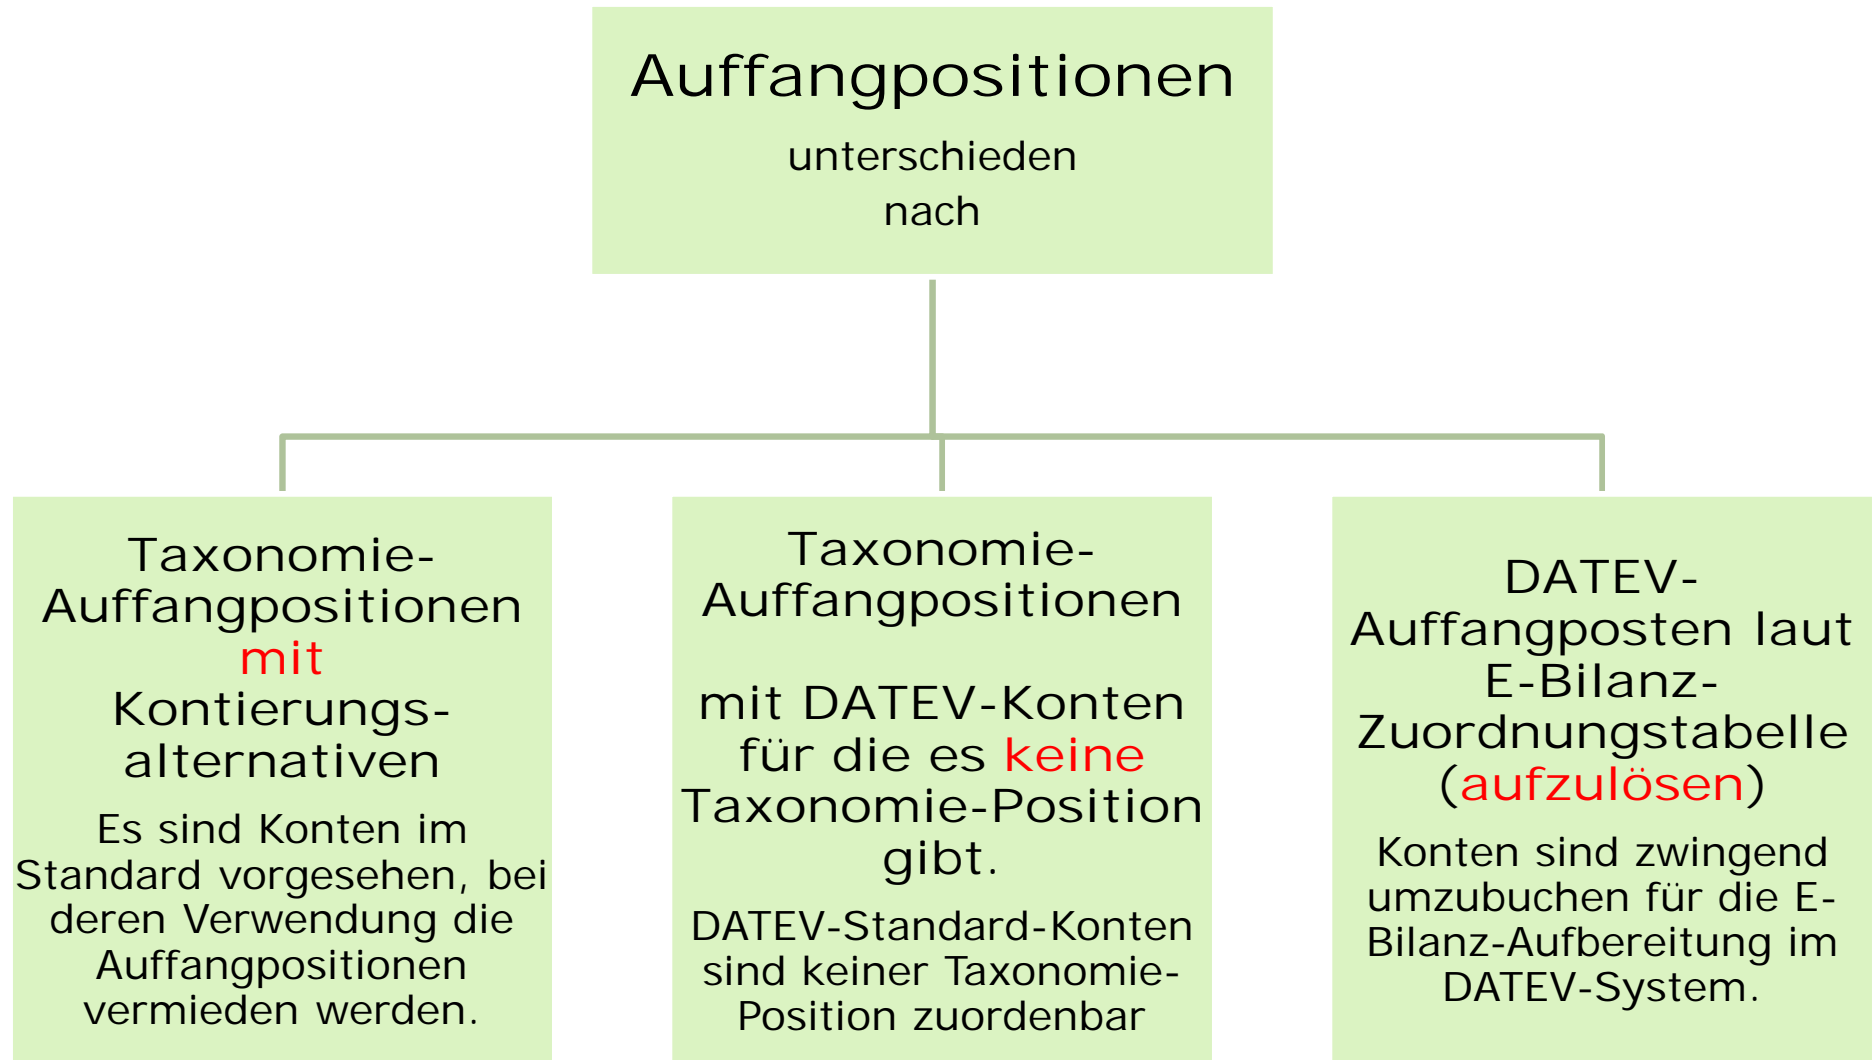 Auffangpositionen
unterschieden
nach
Taxonomie-
Auffangpositionen
mit
Kontierungs-
alternativen
Es sind Konten im
Standard vorgesehen, bei
deren Verwendung die
Auffangpositionen
vermieden werden.
Taxonomie-
Auffangpositionen
mit DATEV-Konten
für die es keine
Taxonomie-Position
gibt.
DATEV-Standard-Konten
sind keiner Taxonomie-
Position zuordenbar
DATEV-
Auffangposten laut
E-Bilanz-
Zuordnungstabelle
(aufzulösen)
Konten sind zwingend
umzubuchen für die E-
Bilanz-Aufbereitung im
DATEV-System.